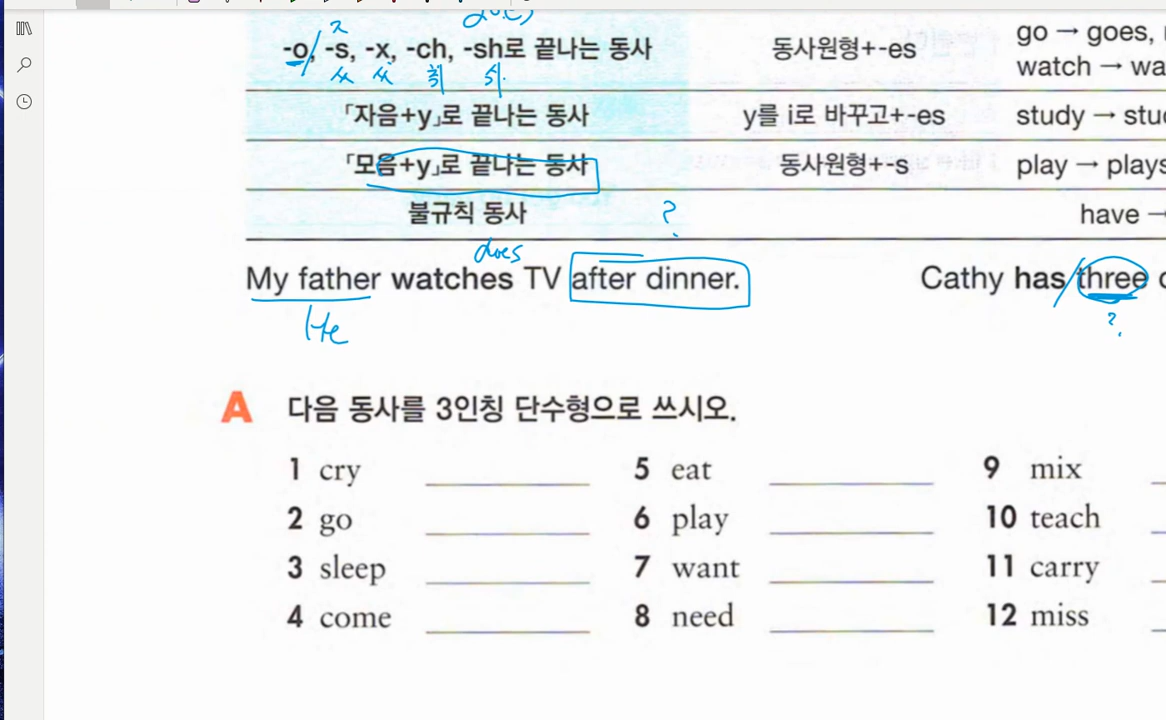 -o, -s, -x, -ch, -sh로 끝나는 동사 동사원형+-es go → goes,
watch → wa
「자음+y」로 끝나는 동사 y를 i로 바꾸고+-es study → stu
「모음+y」로 끝나는 동사 동사원형+-s play → plays
불규칙 동사 ? have →
does
My father watches TV after dinner. Cathy has three
He ?
A 다음 동사를 3인칭 단수형으로 쓰시오.
1 cry 5 eat 9 mix
2 go 6 play 10 teach
3 sleep 7 want 11 carry
4 come 8 need 12 miss